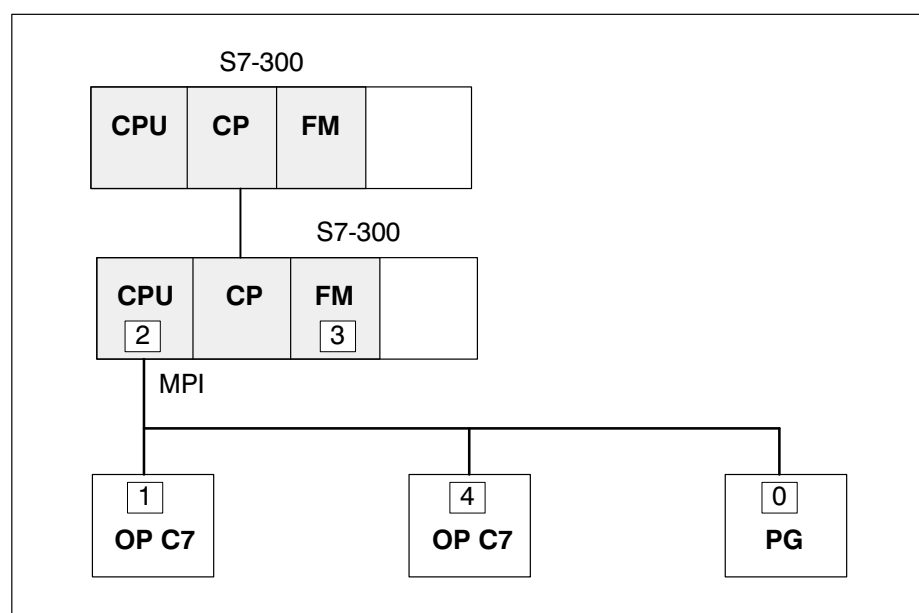 S7-300
CPU CP FM
S7-300
CPU CP FM
2 3
MPI
1 4 0
OP C7 OP C7 PG